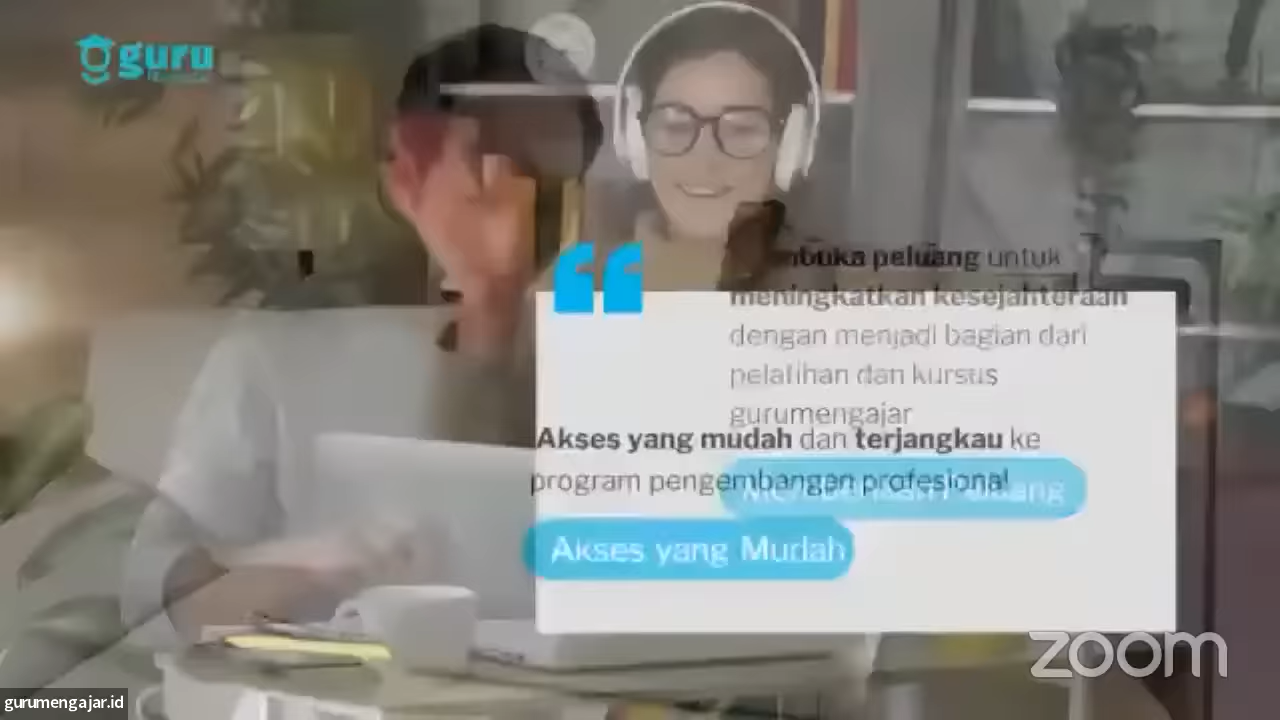 guru
buka peluang untuk
meningkatkan kesejahteraan
dengan menjadi bagian dari
pelatihan dan kursus
gurumengajar
Akses yang mudah dan terjangkau ke
program pengembangan profesional
Akses yang Mudah
zoom
gurumengajar.id